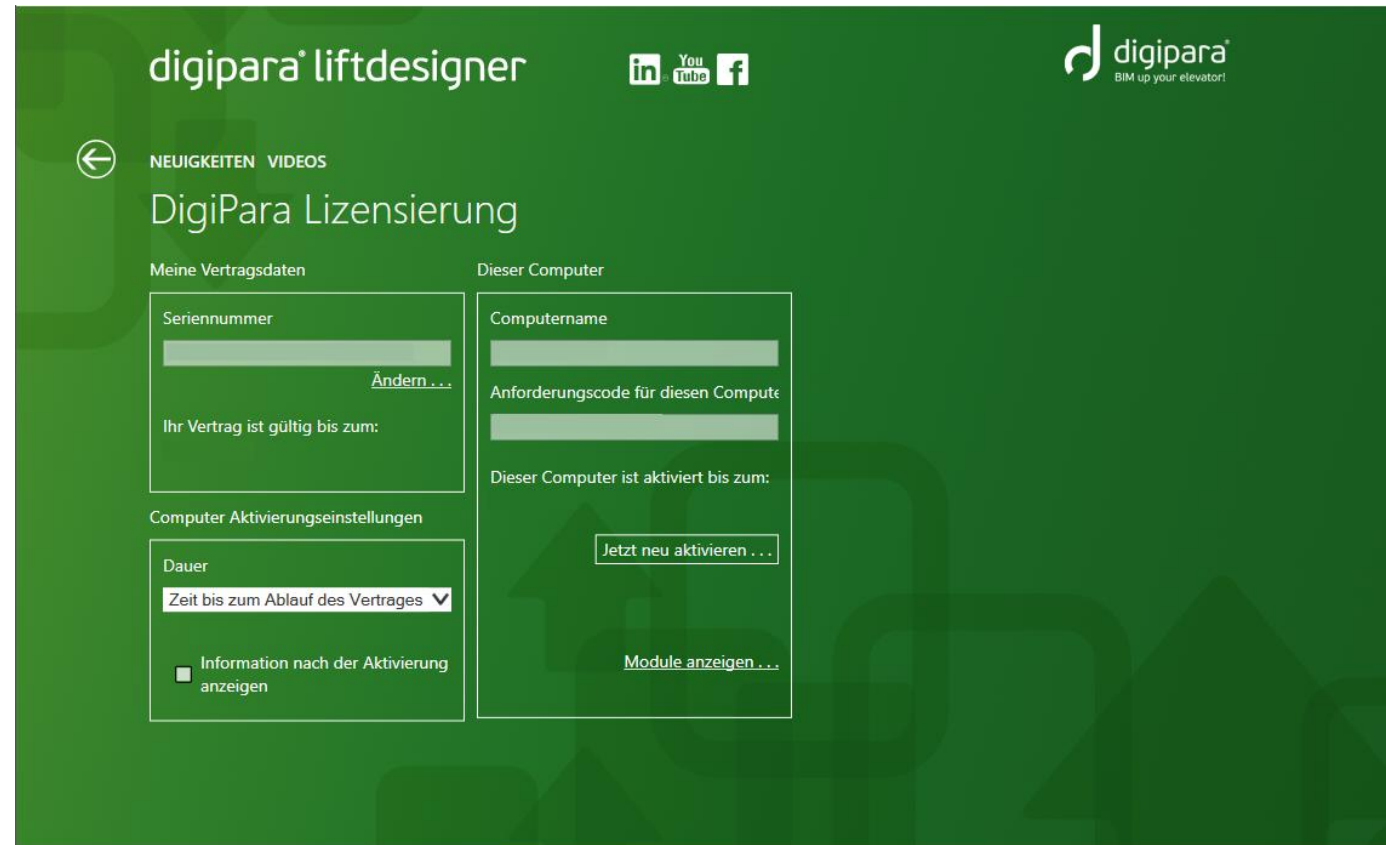 digipara® liftdesigner
in® You Tube f
digipara®
BIM up your elevator!
NEUIGKEITEN VIDEOS
DigiPara Lizensierung
Meine Vertragsdaten
Seriennummer
Ändern . . .
Ihr Vertrag ist gültig bis zum:
Computer Aktivierungseinstellungen
Dauer
Zeit bis zum Ablauf des Vertrages
Information nach der Aktivierung
anzeigen
Dieser Computer
Computername
Anforderungscode für diesen Compute
Dieser Computer ist aktiviert bis zum:
Jetzt neu aktivieren . . .
Module anzeigen . . .